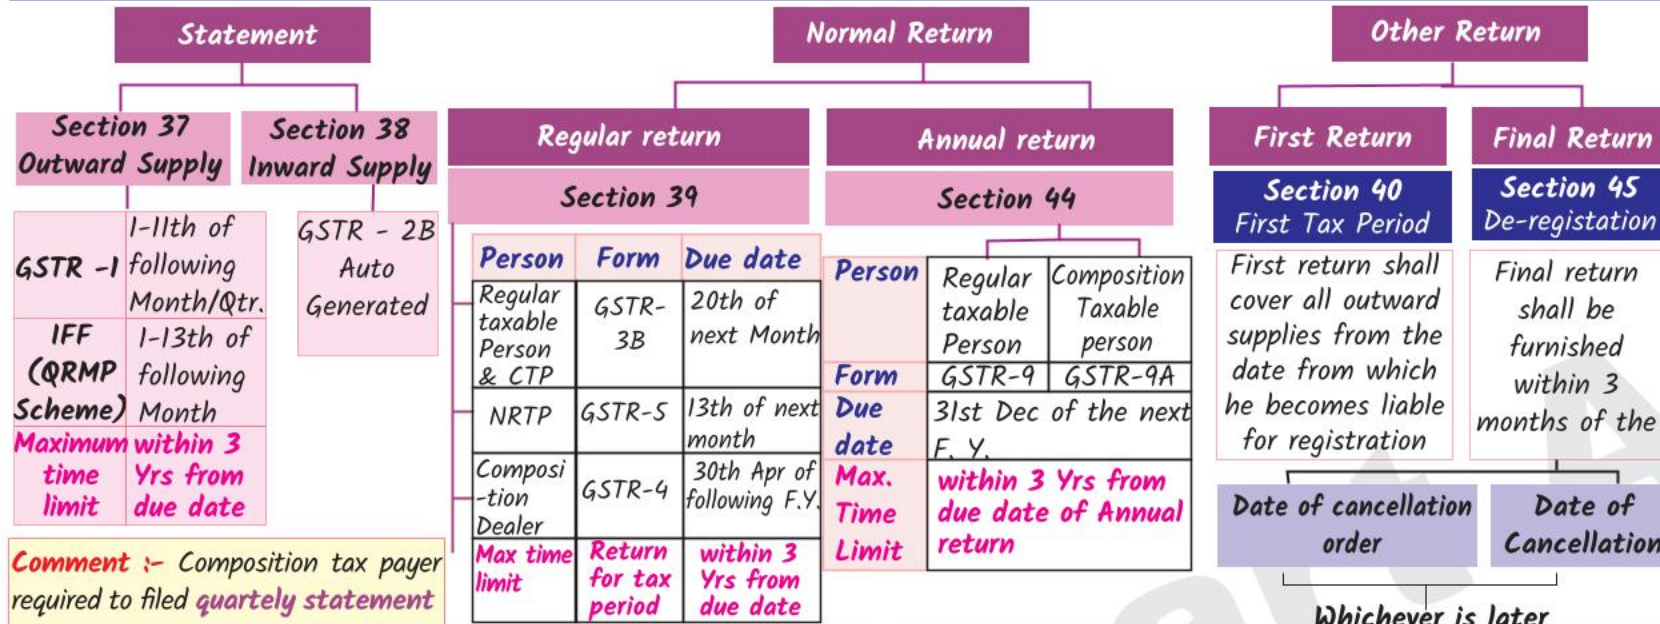 Statement
Normal Return
Other Return
Section 37
Outward Supply
Section 38
Inward Supply
GSTR -1
1-11th of
following
Month/Qtr.
IFF
(QRMP
Scheme)
1-13th of
following
Month
Maximum
time
limit
within 3
Yrs from
due date
GSTR - 2B
Auto
Generated
Comment :- Composition tax payer
required to filed quartely statement
Regular return
Section 39
Person Form Due date
Regular
taxable
Person
& CTP
GSTR-
3B
20th of
next Month
NRTP
GSTR-5
13th of next
month
Composi
-tion
Dealer
GSTR-4
30th Apr of
following F.Y.
Max time
limit
Return
for tax
period
within 3
Yrs from
due date
Annual return
Section 44
Person
Regular
taxable
Person
Composition
Taxable
person
Form
GSTR-9
GSTR-9A
Due
date
31st Dec of the next
F. Y.
Max.
Time
Limit
within 3 Yrs from
due date of Annual
return
First Return
Section 40
First Tax Period
First return shall
cover all outward
supplies from the
date from which
he becomes liable
for registration
Final Return
Section 45
De-registation
Final return
shall be
furnished
within 3
months of the
Date of cancellation
order
Date of
Cancellation
Whichever is later